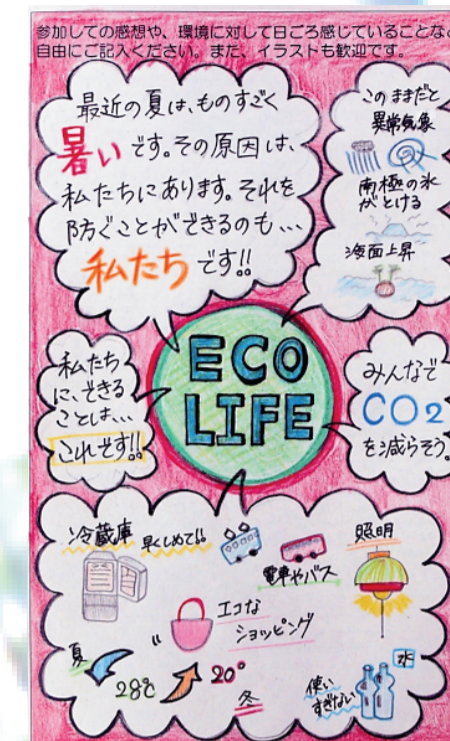 参加しての感想や、環境に対して日ごろ感じていることなど
自由にご記入ください。また、イラストも歓迎です。
最近の夏は、ものすごく
暑いです。その原因は、
私たちにあります。それを
防ぐことができるのも…
私たちです!!
このままだと
異常気象
南極の氷
がとける
海面上昇
ECO
LIFE
私たち
に、できる
ことは…
これです!!
みんなで
CO2
を減らそう。
冷蔵庫 早くしめて!!
電車やバス
照明
エコな
ショッピング
夏
28℃
20°
冬
使い
すぎない
水